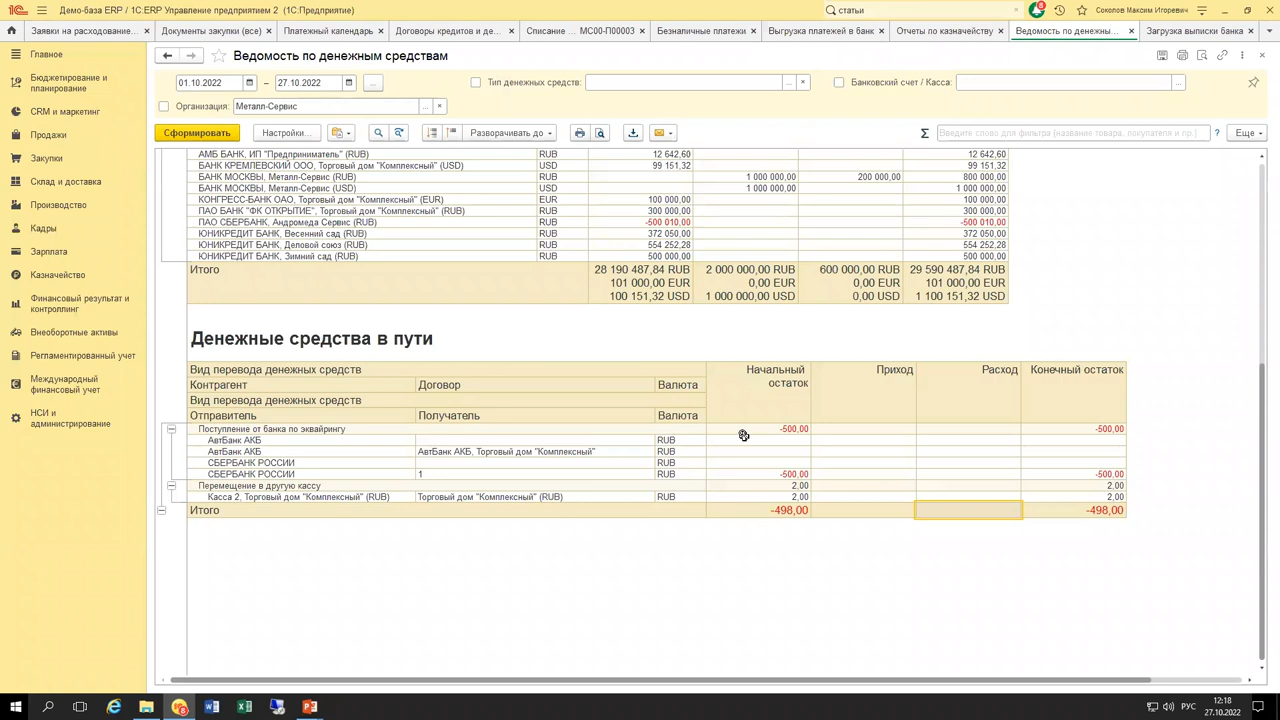 Демо-база ERP / 1С:ERP Управление предприятием 2 (1С:Предприятие)
статьи
8
Соколов Максим Игоревич
Заявки на расходование...
Документы закупки (все)
Платежный календарь
Договоры кредитов и де...
Списание ... МС00-П00003
Безналичные платежи
Выгрузка платежей в банк
Отчеты по казначейству
Ведомость по денежны...
Загрузка выписки банка
Главное
Бюджетирование и
планирование
CRM и маркетинг
Продажи
Закупки
Склад и доставка
Производство
Кадры
Зарплата
Казначейство
Финансовый результат и
контроллинг
Внеоборотные активы
Регламентированный учет
Международный
финансовый учет
НСИ и
администрирование
Ведомость по денежным средствам
01.10.2022 – 27.10.2022 ... Тип денежных средств: Банковский счет / Касса:
Организация: Металл-Сервис
Сформировать Настройки... Разворачивать до Σ Введите слово для фильтра (название товара, покупателя и пр.) ? Еще
АМБ БАНК, ИП "Предприниматель" (RUB) RUB 12 642,60 12 642,60
БАНК КРЕМЛЕВСКИЙ ООО, Торговый дом "Комплексный" (USD) USD 99 151,32 99 151,32
БАНК МОСКВЫ, Металл-Сервис (RUB) RUB 1 000 000,00 200 000,00 800 000,00
БАНК МОСКВЫ, Металл-Сервис (USD) USD 1 000 000,00 1 000 000,00
КОНГРЕСС-БАНК ОАО, Торговый дом "Комплексный" (EUR) EUR 100 000,00 100 000,00
ПАО БАНК "ФК ОТКРЫТИЕ", Торговый дом "Комплексный" (RUB) RUB 300 000,00 300 000,00
ПАО СБЕРБАНК, Андромеда Сервис (RUB) RUB -500 010,00 -500 010,00
ЮНИКРЕДИТ БАНК, Весенний сад (RUB) RUB 372 050,00 372 050,00
ЮНИКРЕДИТ БАНК, Деловой союз (RUB) RUB 554 252,28 554 252,28
ЮНИКРЕДИТ БАНК, Зимний сад (RUB) RUB 500 000,00 500 000,00
Итого 28 190 487,84 RUB 2 000 000,00 RUB 600 000,00 RUB 29 590 487,84 RUB
101 000,00 EUR 0,00 EUR 0,00 EUR 101 000,00 EUR
100 151,32 USD 1 000 000,00 USD 0,00 USD 1 100 151,32 USD
Денежные средства в пути
Вид перевода денежных средств Начальный остаток Приход Расход Конечный остаток
Контрагент Договор Валюта
Вид перевода денежных средств
Отправитель Получатель Валюта
Поступление от банка по эквайрингу -500,00 -500,00
АвтБанк АКБ RUB
АвтБанк АКБ АвтБанк АКБ, Торговый дом "Комплексный" RUB
СБЕРБАНК РОССИИ RUB
СБЕРБАНК РОССИИ 1 RUB -500,00 -500,00
Перемещение в другую кассу 2,00 2,00
Касса 2, Торговый дом "Комплексный" (RUB) Торговый дом "Комплексный" (RUB) RUB 2,00 2,00
Итого -498,00 -498,00
РУС
12:18
27.10.2022